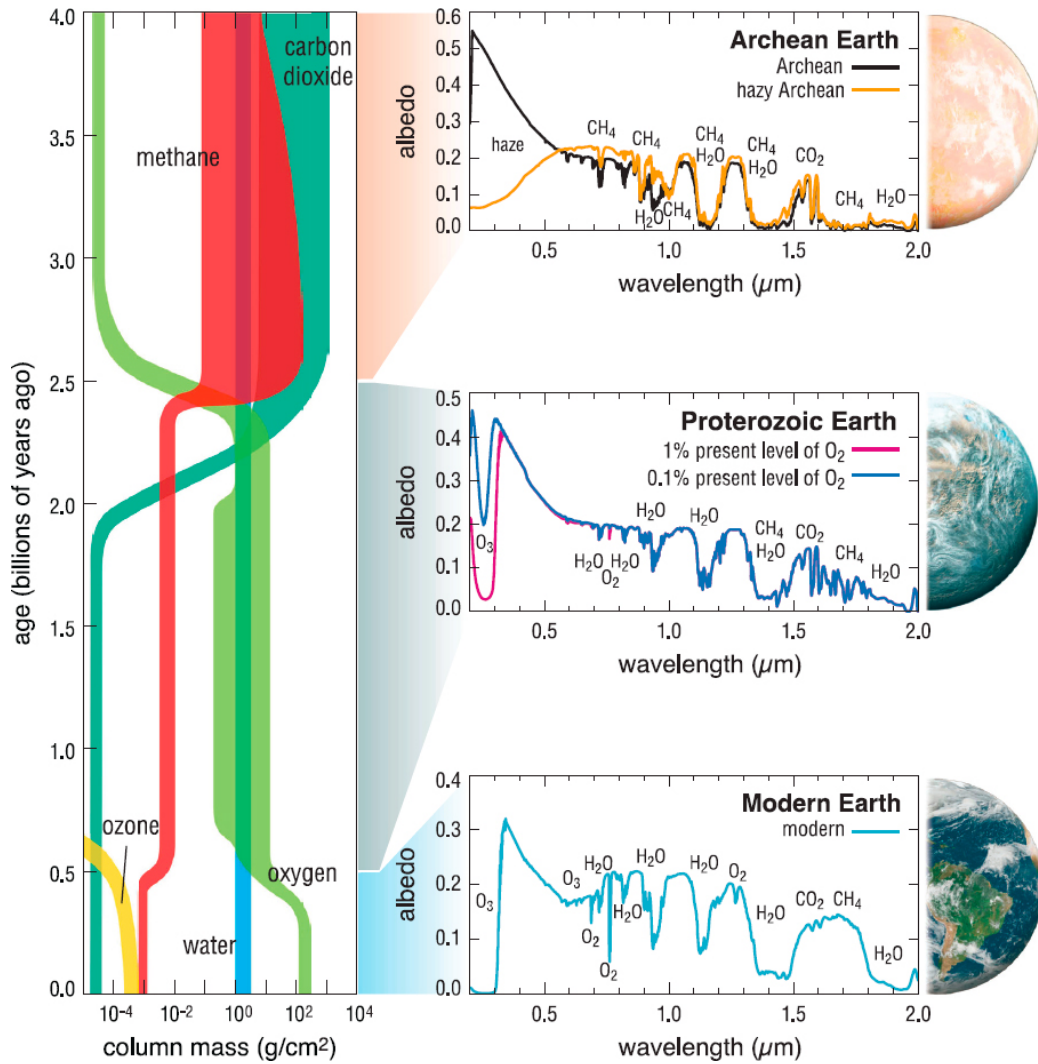 4.0
3.5
3.0
2.5
2.0
1.5
1.0
0.5
0.0
age (billions of years ago)
carbon
dioxide
methane
ozone
oxygen
water
10⁻⁴
10⁻²
10⁰
10²
10⁴
column mass (g/cm²)
0.6
0.5
0.4
0.3
0.2
0.1
0.0
albedo
Archean Earth
Archean
hazy Archean
haze
CH₄
CH₄
CH₄
H₂O
CH₄
H₂O
CO₂
H₂O
CH₄
CH₄
H₂O
0.5
1.0
1.5
2.0
wavelength (µm)
0.5
0.4
0.3
0.2
0.1
0.0
albedo
Proterozoic Earth
1% present level of O₂
0.1% present level of O₂
O₃
H₂O
O₂
H₂O
H₂O
H₂O
CH₄
H₂O
CO₂
CH₄
H₂O
0.5
1.0
1.5
2.0
wavelength (µm)
0.4
0.3
0.2
0.1
0.0
albedo
Modern Earth
modern
O₃
O₃
H₂O
O₂
O₂
H₂O
H₂O
H₂O
O₂
H₂O
CO₂
CH₄
H₂O
0.5
1.0
1.5
2.0
wavelength (µm)